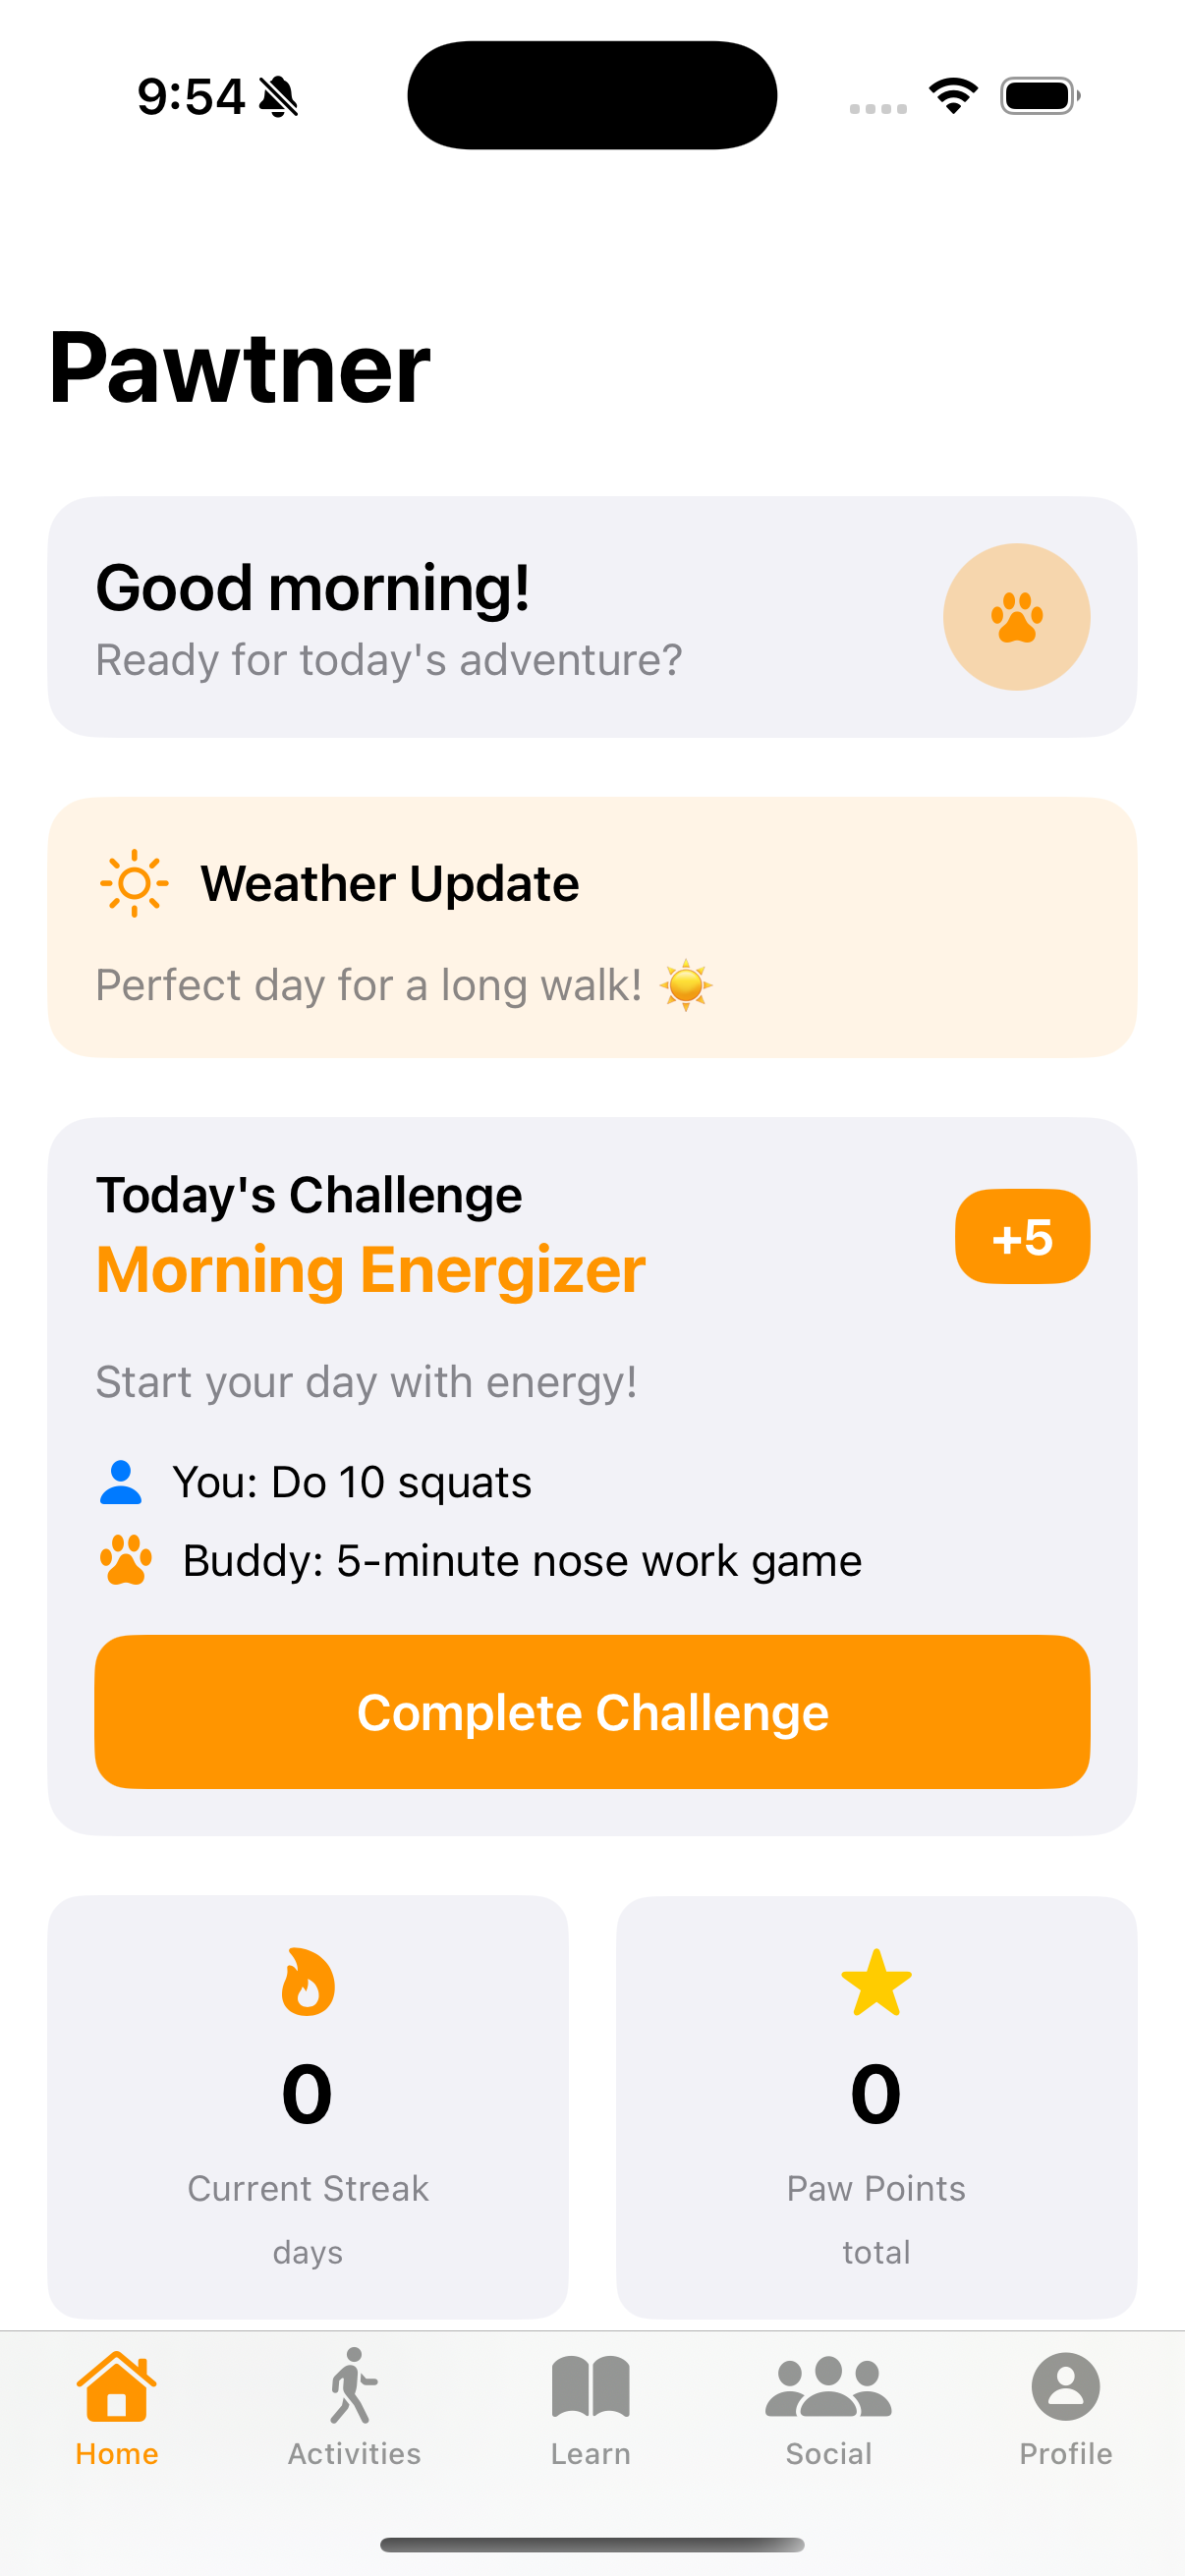 9:54
Pawtner
Good morning!
Ready for today's adventure?
Weather Update
Perfect day for a long walk! ☀️
Today's Challenge
Morning Energizer
+5
Start your day with energy!
You: Do 10 squats
Buddy: 5-minute nose work game
Complete Challenge
0
Current Streak
days
0
Paw Points
total
Home
Activities
Learn
Social
Profile